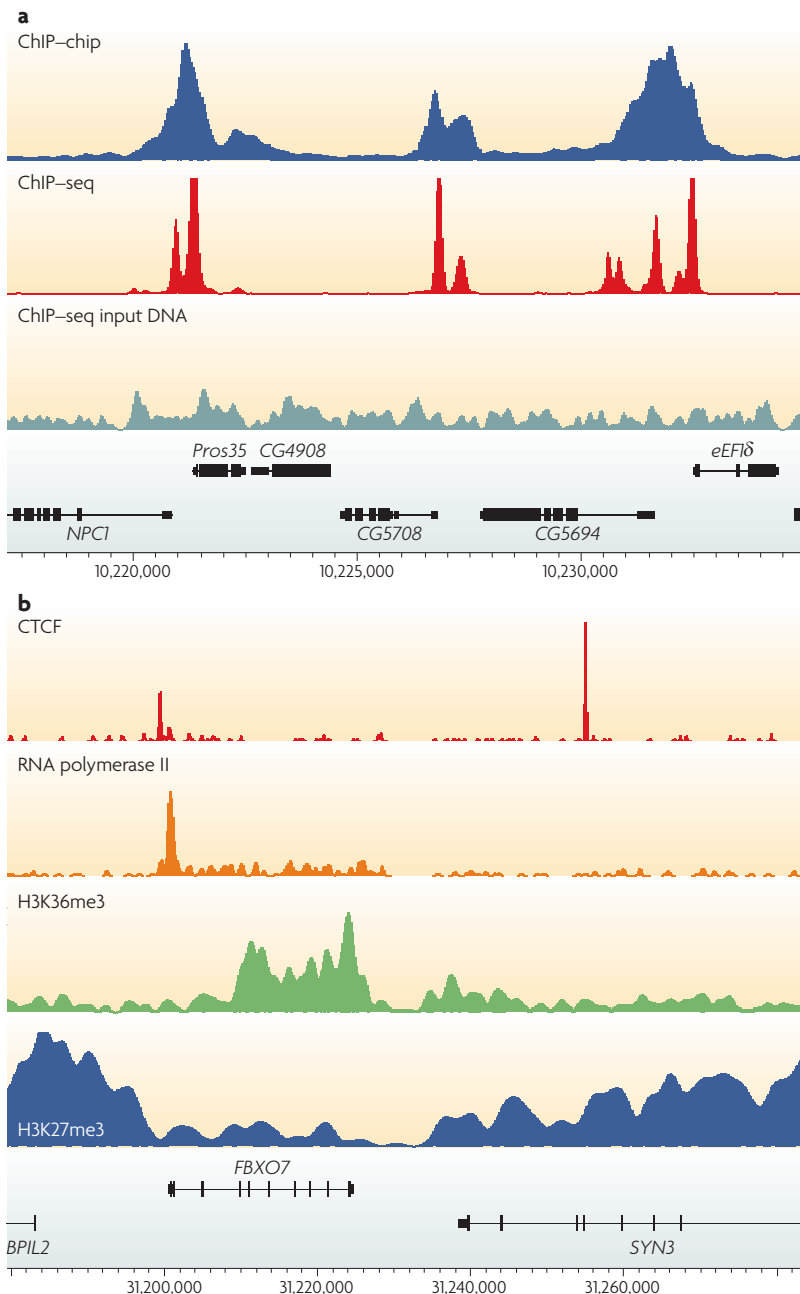 a
ChIP–chip
ChIP–seq
ChIP–seq input DNA
Pros35 CG4908 eEF1δ
NPC1 CG5708 CG5694
10,220,000 10,225,000 10,230,000
b
CTCF
RNA polymerase II
H3K36me3
H3K27me3
FBXO7
BPIL2 SYN3
31,200,000 31,220,000 31,240,000 31,260,000